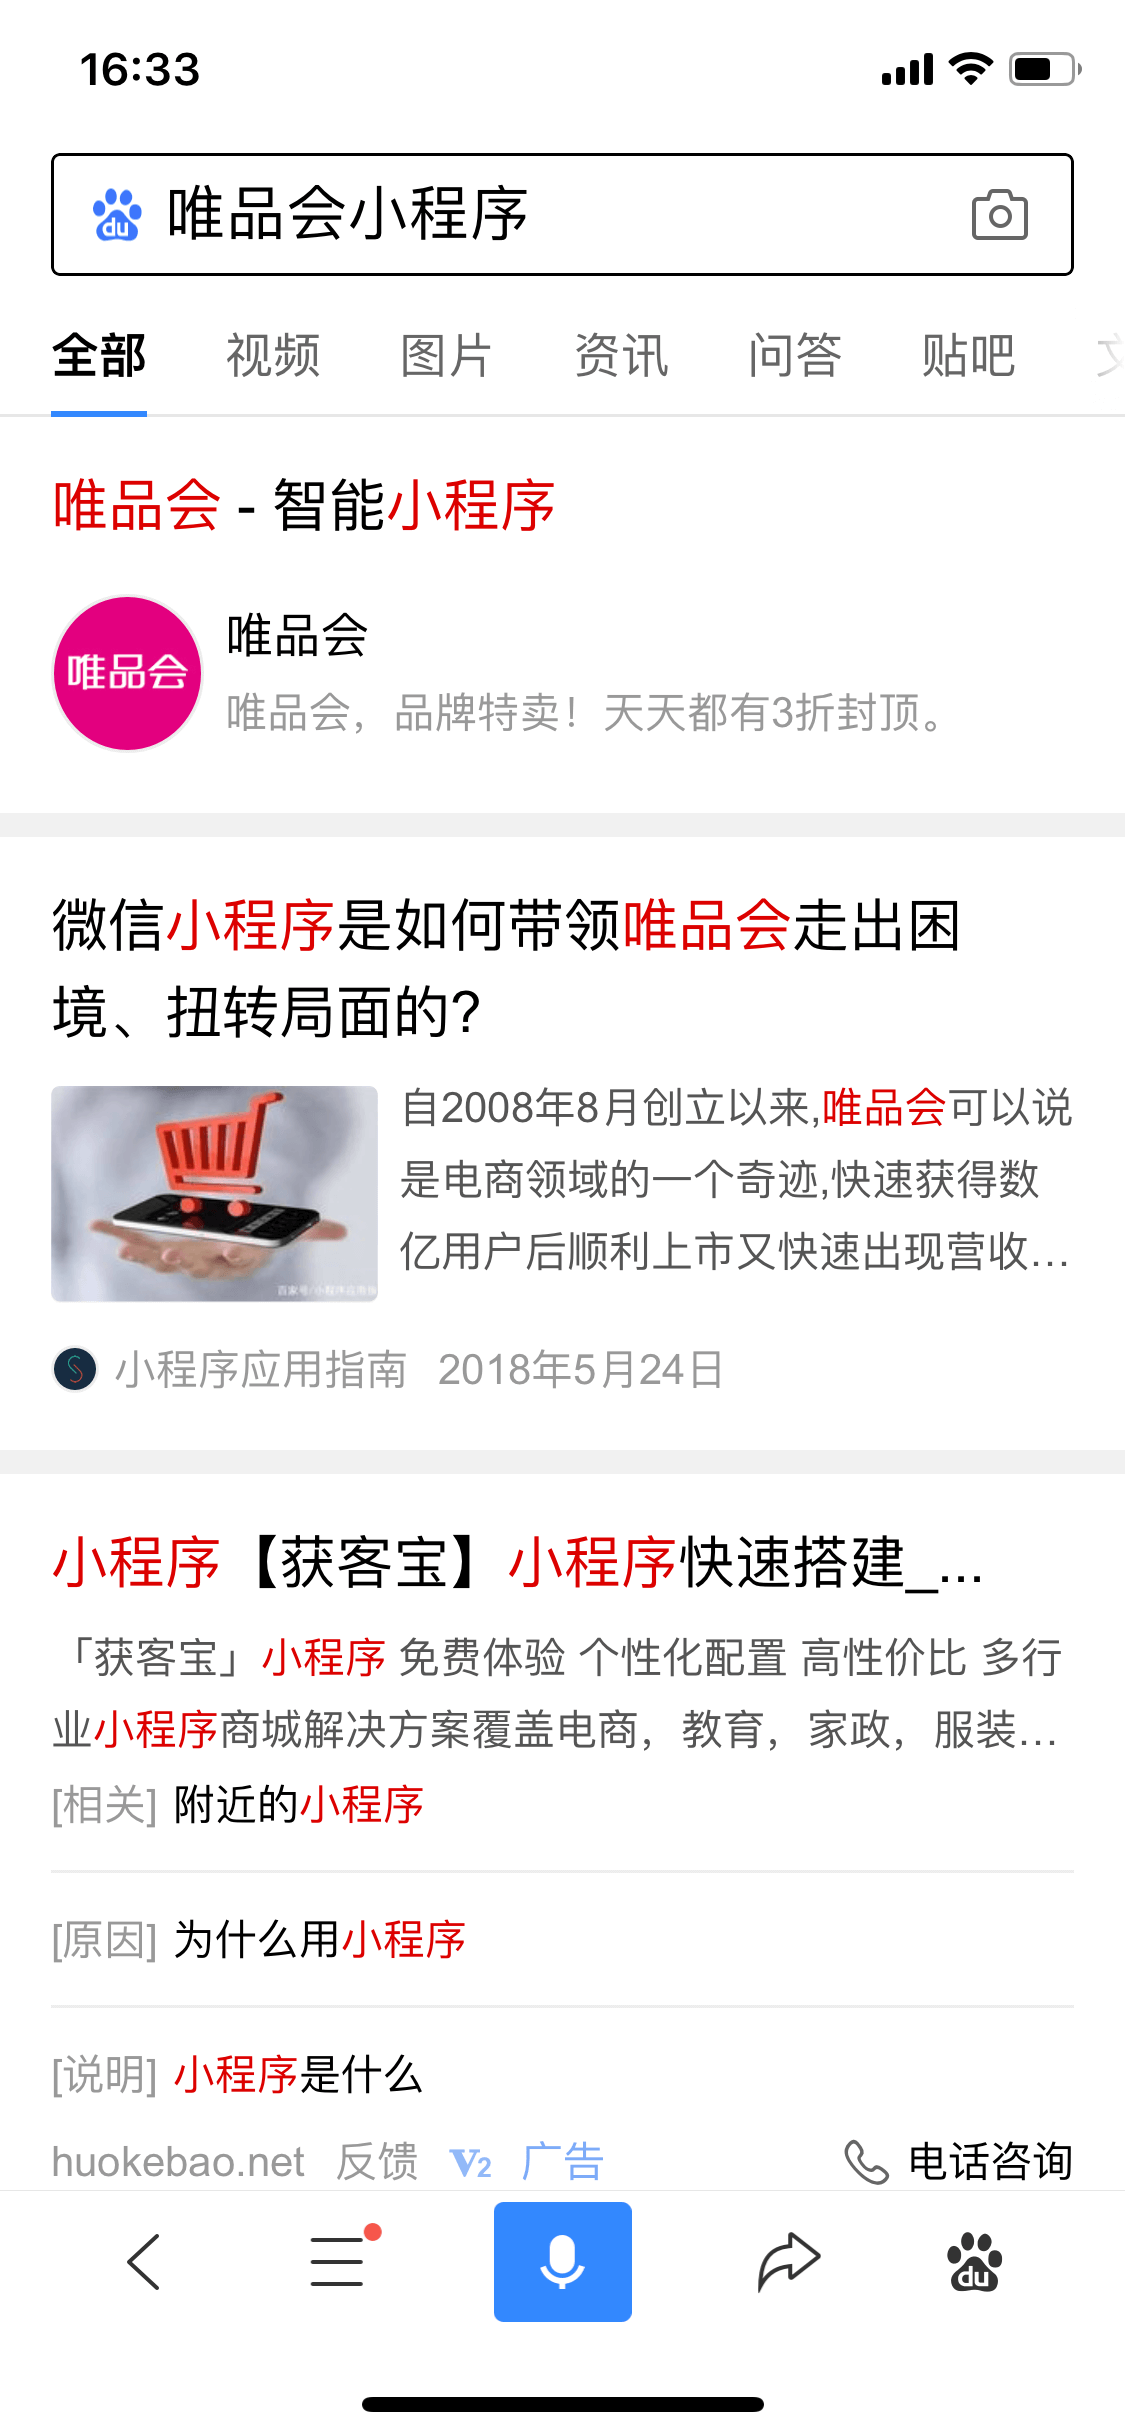 16:33
唯品会小程序
全部 视频 图片 资讯 问答 贴吧
唯品会 - 智能小程序
唯品会
唯品会
唯品会，品牌特卖！天天都有3折封顶。
微信小程序是如何带领唯品会走出困
境、扭转局面的?
自2008年8月创立以来,唯品会可以说
是电商领域的一个奇迹,快速获得数
亿用户后顺利上市又快速出现营收...
百家号/小程序应用指
小程序应用指南 2018年5月24日
小程序【获客宝】小程序快速搭建_...
「获客宝」小程序 免费体验 个性化配置 高性价比 多行
业小程序商城解决方案覆盖电商，教育，家政，服装...
[相关] 附近的小程序
[原因] 为什么用小程序
[说明] 小程序是什么
huokebao.net 反馈 V2 广告 电话咨询
du